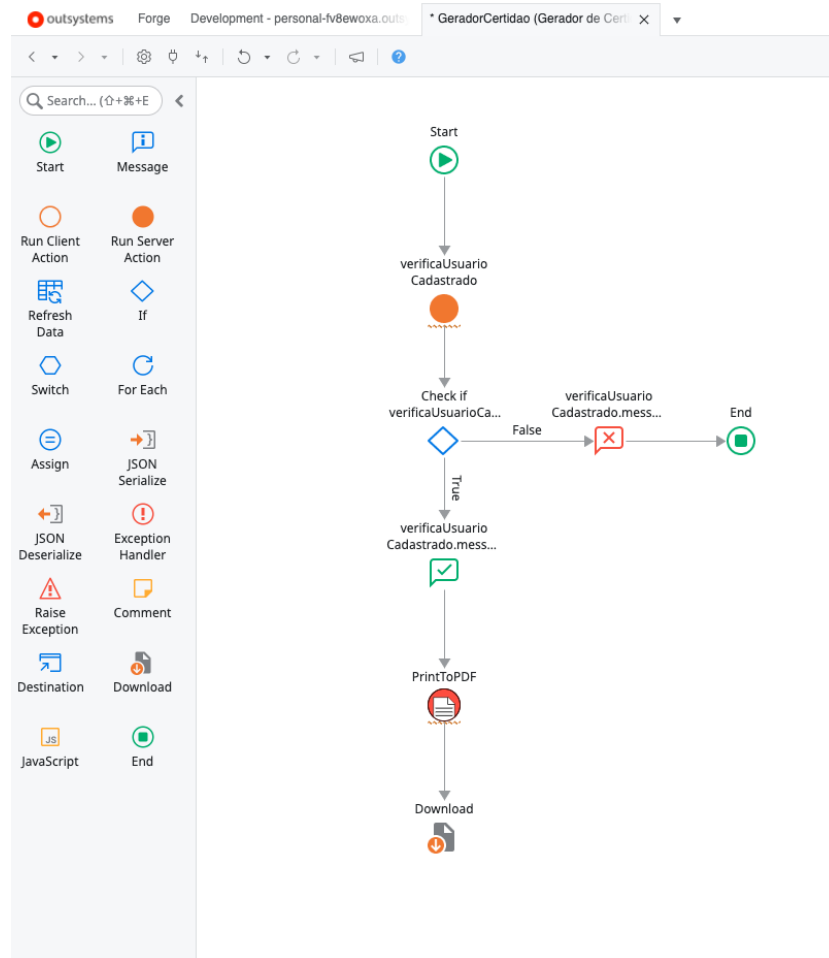 outsystems Forge Development - personal-fv8ewoxa.outs * GeradorCertidao (Gerador de Certi
Search... (⇧+⌘+E
Start
Message
Run Client
Action
Run Server
Action
Refresh
Data
If
Switch
For Each
Assign
JSON
Serialize
JSON
Deserialize
Exception
Handler
Raise
Exception
Comment
Destination
Download
JS
JavaScript
End
Start
verificaUsuario
Cadastrado
Check if
verificaUsuarioCa...
False
verificaUsuario
Cadastrado.mess...
End
True
verificaUsuario
Cadastrado.mess...
PrintToPDF
Download